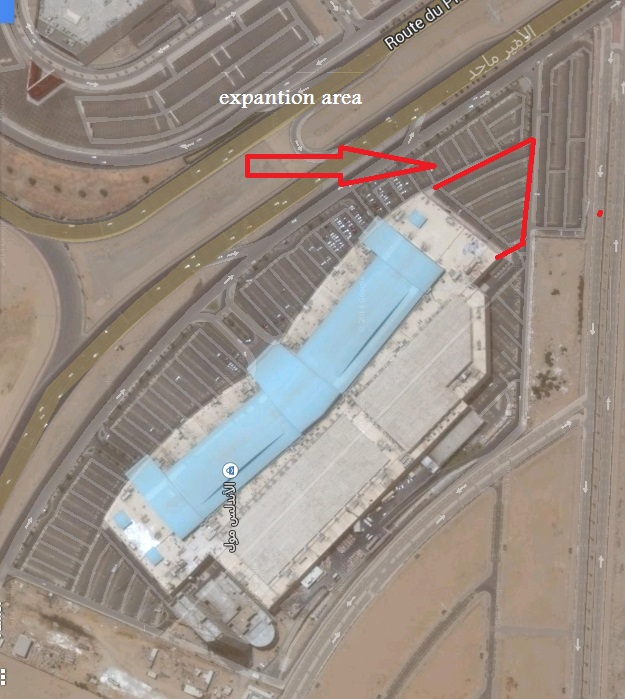 Route du P
الأمير ماجد
expantion area
الأندلس مول